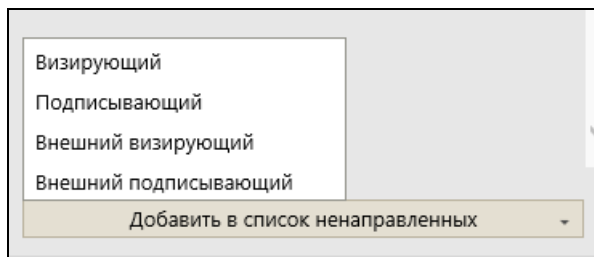 Визирующий
Подписывающий
Внешний визирующий
Внешний подписывающий
Добавить в список ненаправленных